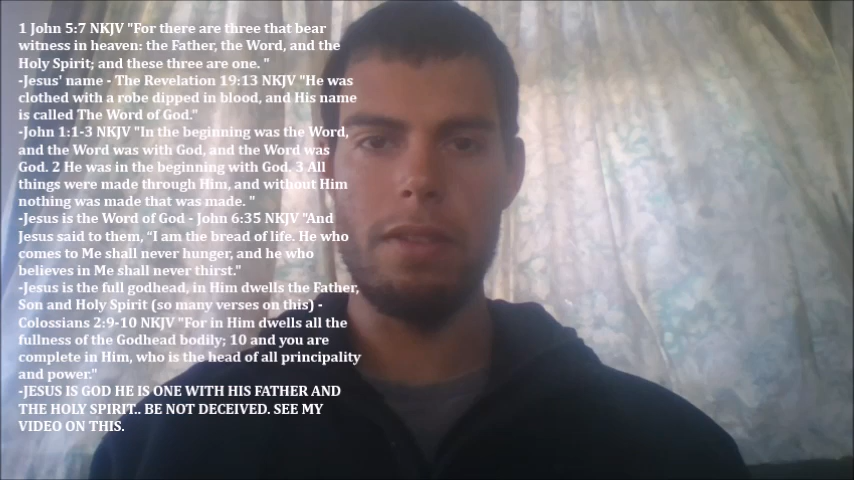 1 John 5:7 NKJV "For there are three that bear
witness in heaven: the Father, the Word, and the
Holy Spirit; and these three are one. "
-Jesus' name - The Revelation 19:13 NKJV "He was
clothed with a robe dipped in blood, and His name
is called The Word of God."
-John 1:1-3 NKJV "In the beginning was the Word,
and the Word was with God, and the Word was
God. 2 He was in the beginning with God. 3 All
things were made through Him, and without Him
nothing was made that was made. "
-Jesus is the Word of God - John 6:35 NKJV "And
Jesus said to them, “I am the bread of life. He who
comes to Me shall never hunger, and he who
believes in Me shall never thirst."
-Jesus is the full godhead, in Him dwells the Father,
Son and Holy Spirit (so many verses on this) -
Colossians 2:9-10 NKJV "For in Him dwells all the
fullness of the Godhead bodily; 10 and you are
complete in Him, who is the head of all principality
and power."
-JESUS IS GOD HE IS ONE WITH HIS FATHER AND
THE HOLY SPIRIT.. BE NOT DECEIVED. SEE MY
VIDEO ON THIS.